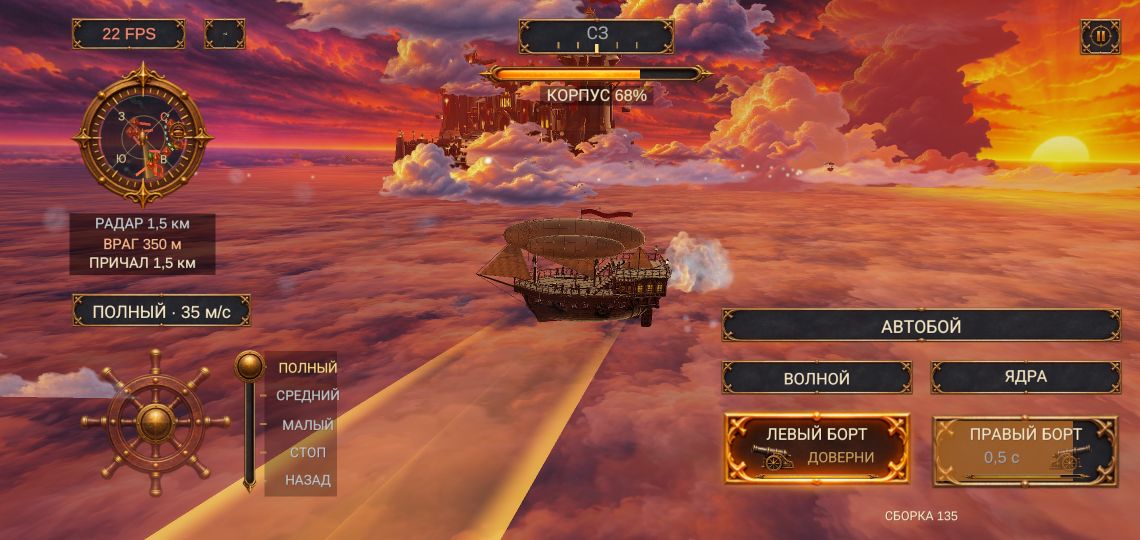 22 FPS
СЗ
КОРПУС 68%
З
С
Ю
В
РАДАР 1,5 км
ВРАГ 350 м
ПРИЧАЛ 1,5 км
ПОЛНЫЙ · 35 м/с
ПОЛНЫЙ
СРЕДНИЙ
МАЛЫЙ
СТОП
НАЗАД
АВТОБОЙ
ВОЛНОЙ
ЯДРА
ЛЕВЫЙ БОРТ
ДОВЕРНИ
ПРАВЫЙ БОРТ
0,5 с
СБОРКА 135